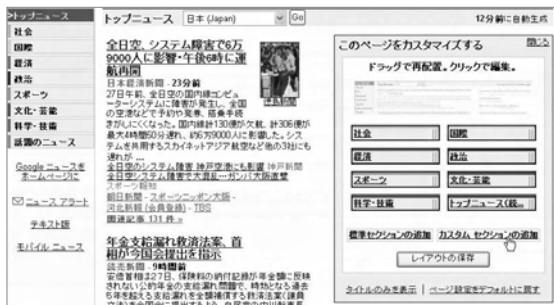 >トップニュース
社会
国際
経済
政治
スポーツ
文化・芸能
科学・技術
話題のニュース
Google ニュースを
ホームページに
ニュース アラート
テキスト版
モバイル ニュース
トップニュース 日本 (Japan) Go
12分前に自動生成
全日空、システム障害で6万
9000人に影響・午後6時に運
航再開
日本経済新聞 - 23分前
27日午前、全日空の国内線コンピュ
ーターシステムに障害が発生し、全国
の空港などで予約や発券、搭乗手続
きがしにくくなった。国内線計130便が欠航、計306便が
最大4時間50分遅れ、約6万9000人に影響した。シス
テムを共用するスカイネットアジア航空など他の3社にも
遅れが ...
全日空のシステム障害 神戸空港にも影響 神戸新聞
全日空システム障害で大混乱…ガンバ大阪直撃
スポーツ報知
朝日新聞 - スポーツニッポン大阪 -
河北新報 (会員登録) - TBS
関連記事 131 件 »
徳島新聞
年金支給漏れ救済法案、首
相が今国会提出を指示
読売新聞 - 9時間前
安倍首相は27日、保険料の納付記録が年金額に反映
されない公的年金の支給漏れ問題で、時効となる過去
5年を超える支給漏れを全額補償する救済法案(議員
このページをカスタマイズする 閉じる
ドラッグで再配置。クリックで編集。
社会 国際
経済 政治
スポーツ 文化・芸能
科学・技術 トップニュース(続...
標準セクションの追加 カスタム セクションの追加
レイアウトの保存
タイトルのみを表示 | ページ設定をデフォルトに戻す